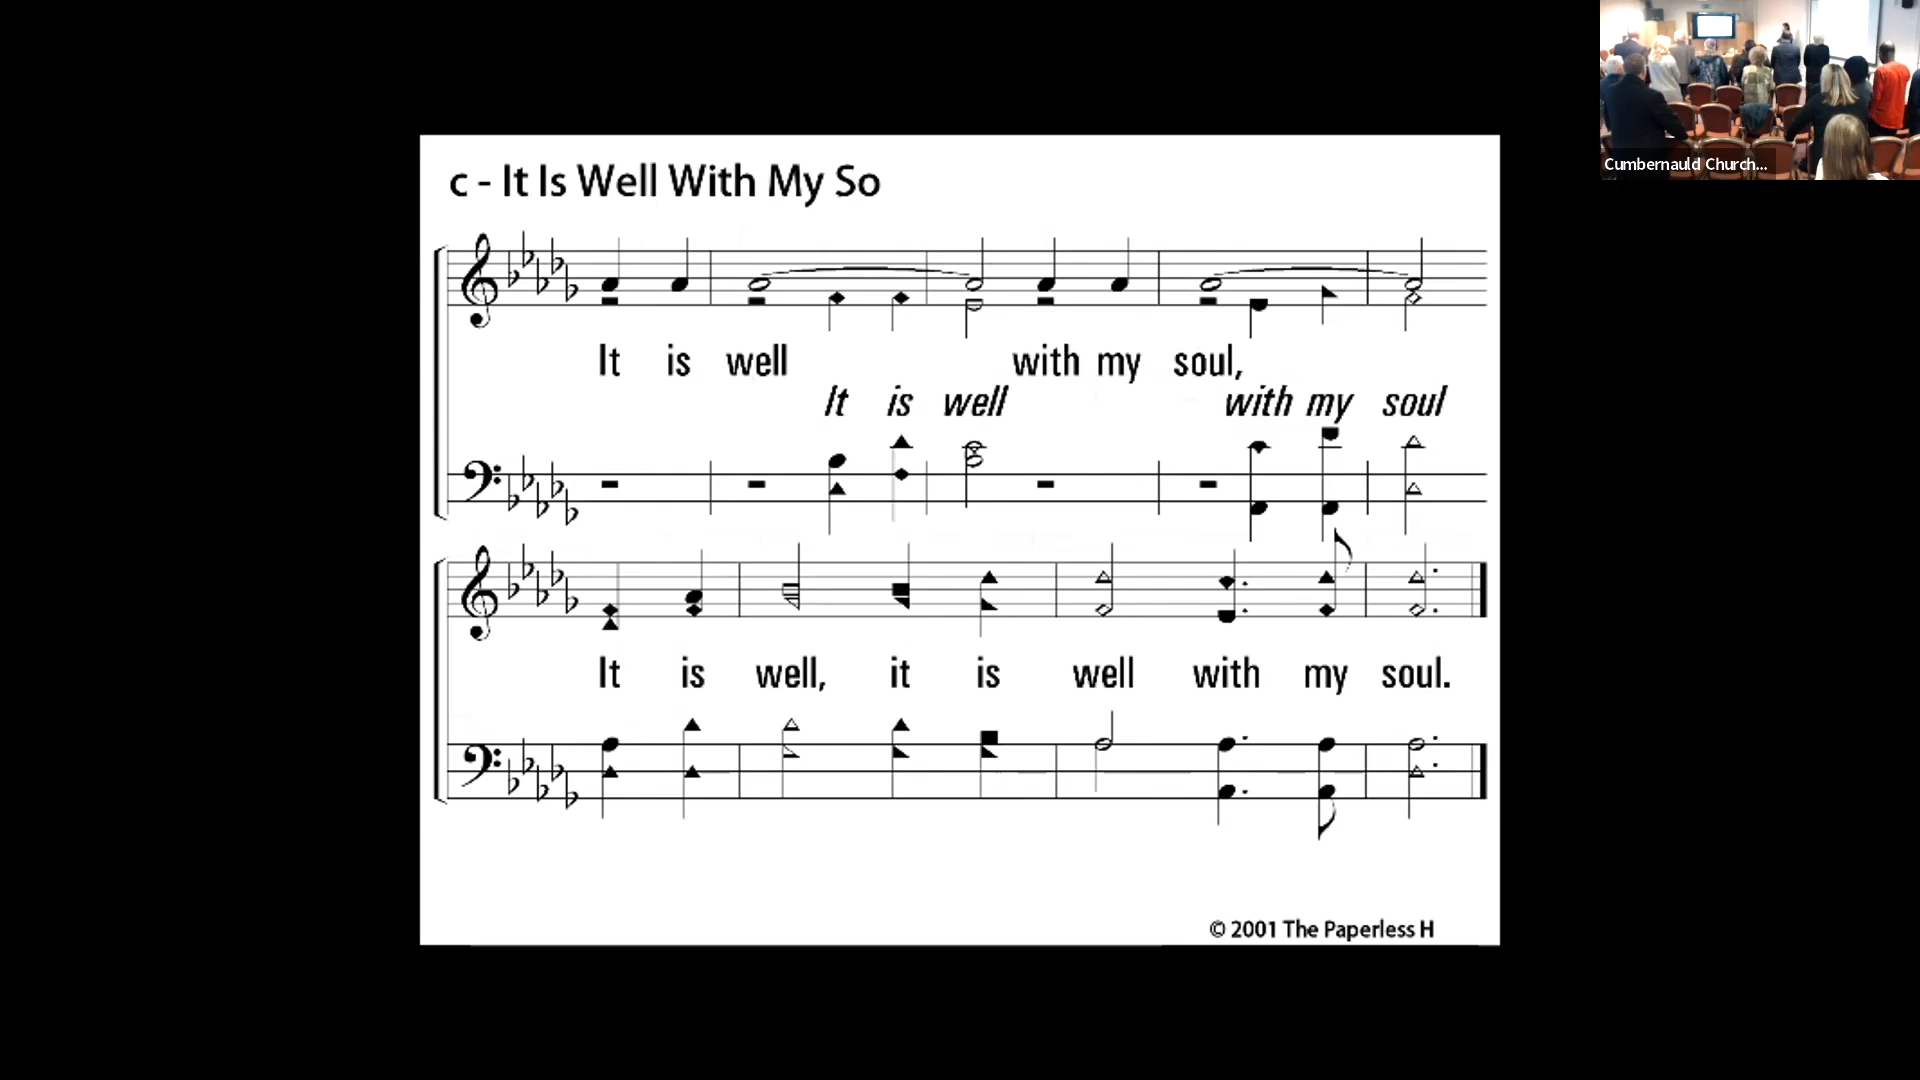 c - It Is Well With My So
It is well with my soul,
It is well with my soul
It is well, it is well with my soul.
© 2001 The Paperless H
Cumbernauld Church...